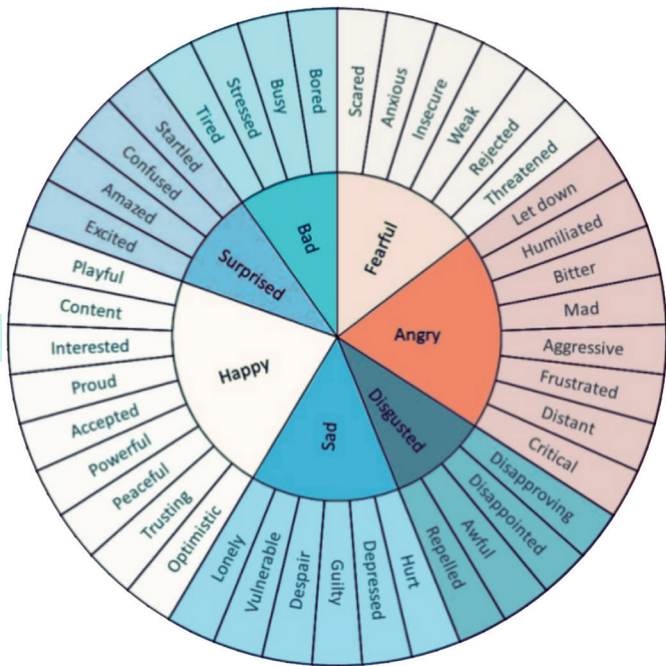 Fearful
Angry
Disgusted
Sad
Happy
Surprised
Bad
Scared
Anxious
Insecure
Weak
Rejected
Threatened
Let down
Humiliated
Bitter
Mad
Aggressive
Frustrated
Distant
Critical
Disapproving
Disappointed
Awful
Repelled
Hurt
Depressed
Guilty
Despair
Vulnerable
Lonely
Optimistic
Trusting
Peaceful
Powerful
Accepted
Proud
Interested
Content
Playful
Excited
Amazed
Confused
Startled
Tired
Stressed
Busy
Bored